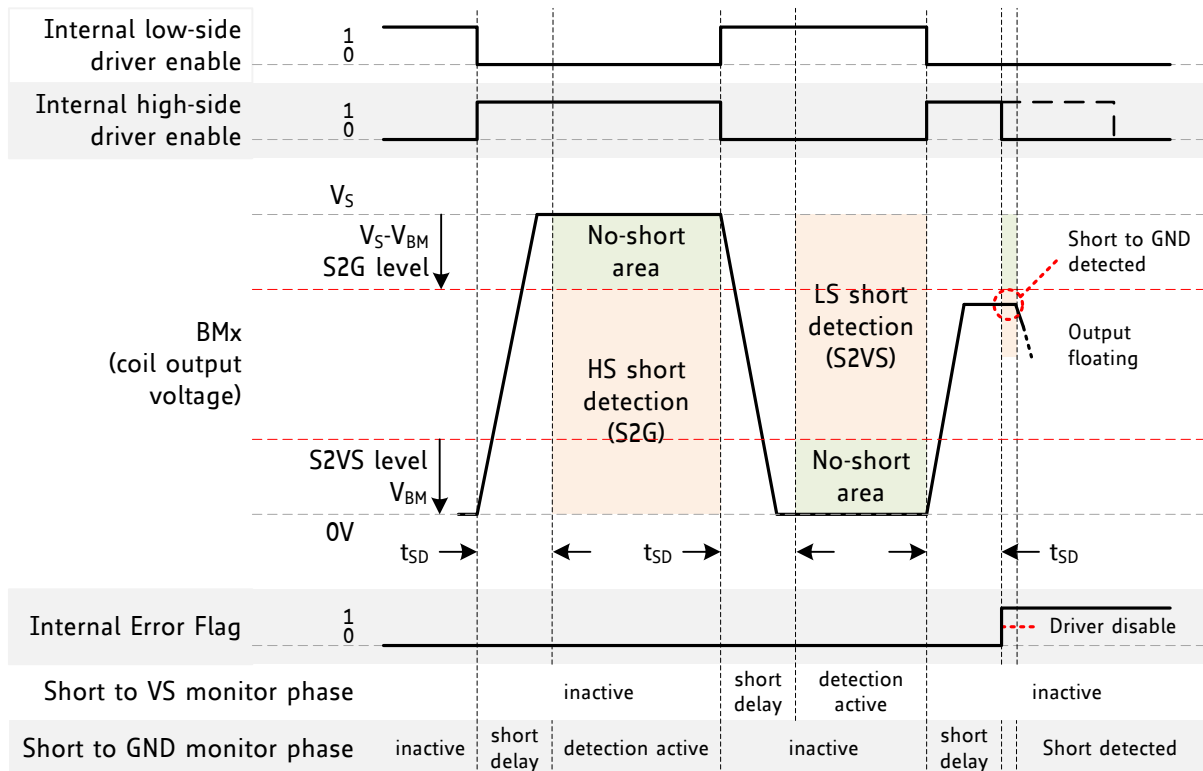 Internal low-side
driver enable
1
0
Internal high-side
driver enable
1
0
VS
VS-VBM
S2G level
No-short
area
Short to GND
detected
BMx
(coil output
voltage)
HS short
detection
(S2G)
LS short
detection
(S2VS)
Output
floating
S2VS level
VBM
No-short
area
0V
tSD
tSD
tSD
Internal Error Flag
1
0
Driver disable
Short to VS monitor phase
inactive
short
delay
detection
active
inactive
Short to GND monitor phase
inactive
short
delay
detection active
inactive
short
delay
Short detected